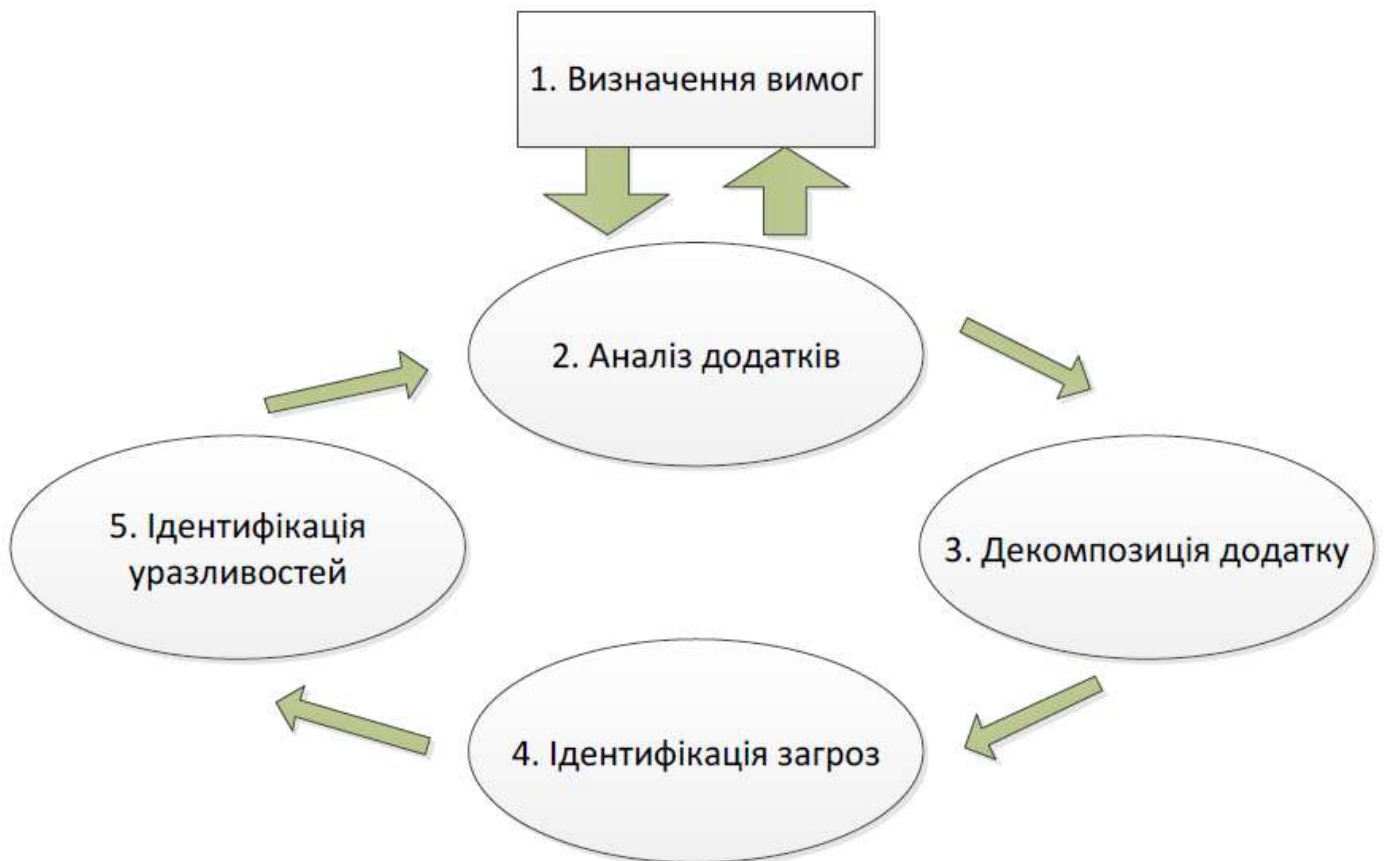 1. Визначення вимог
2. Аналіз додатків
3. Декомпозиція додатку
4. Ідентифікація загроз
5. Ідентифікація
уразливостей